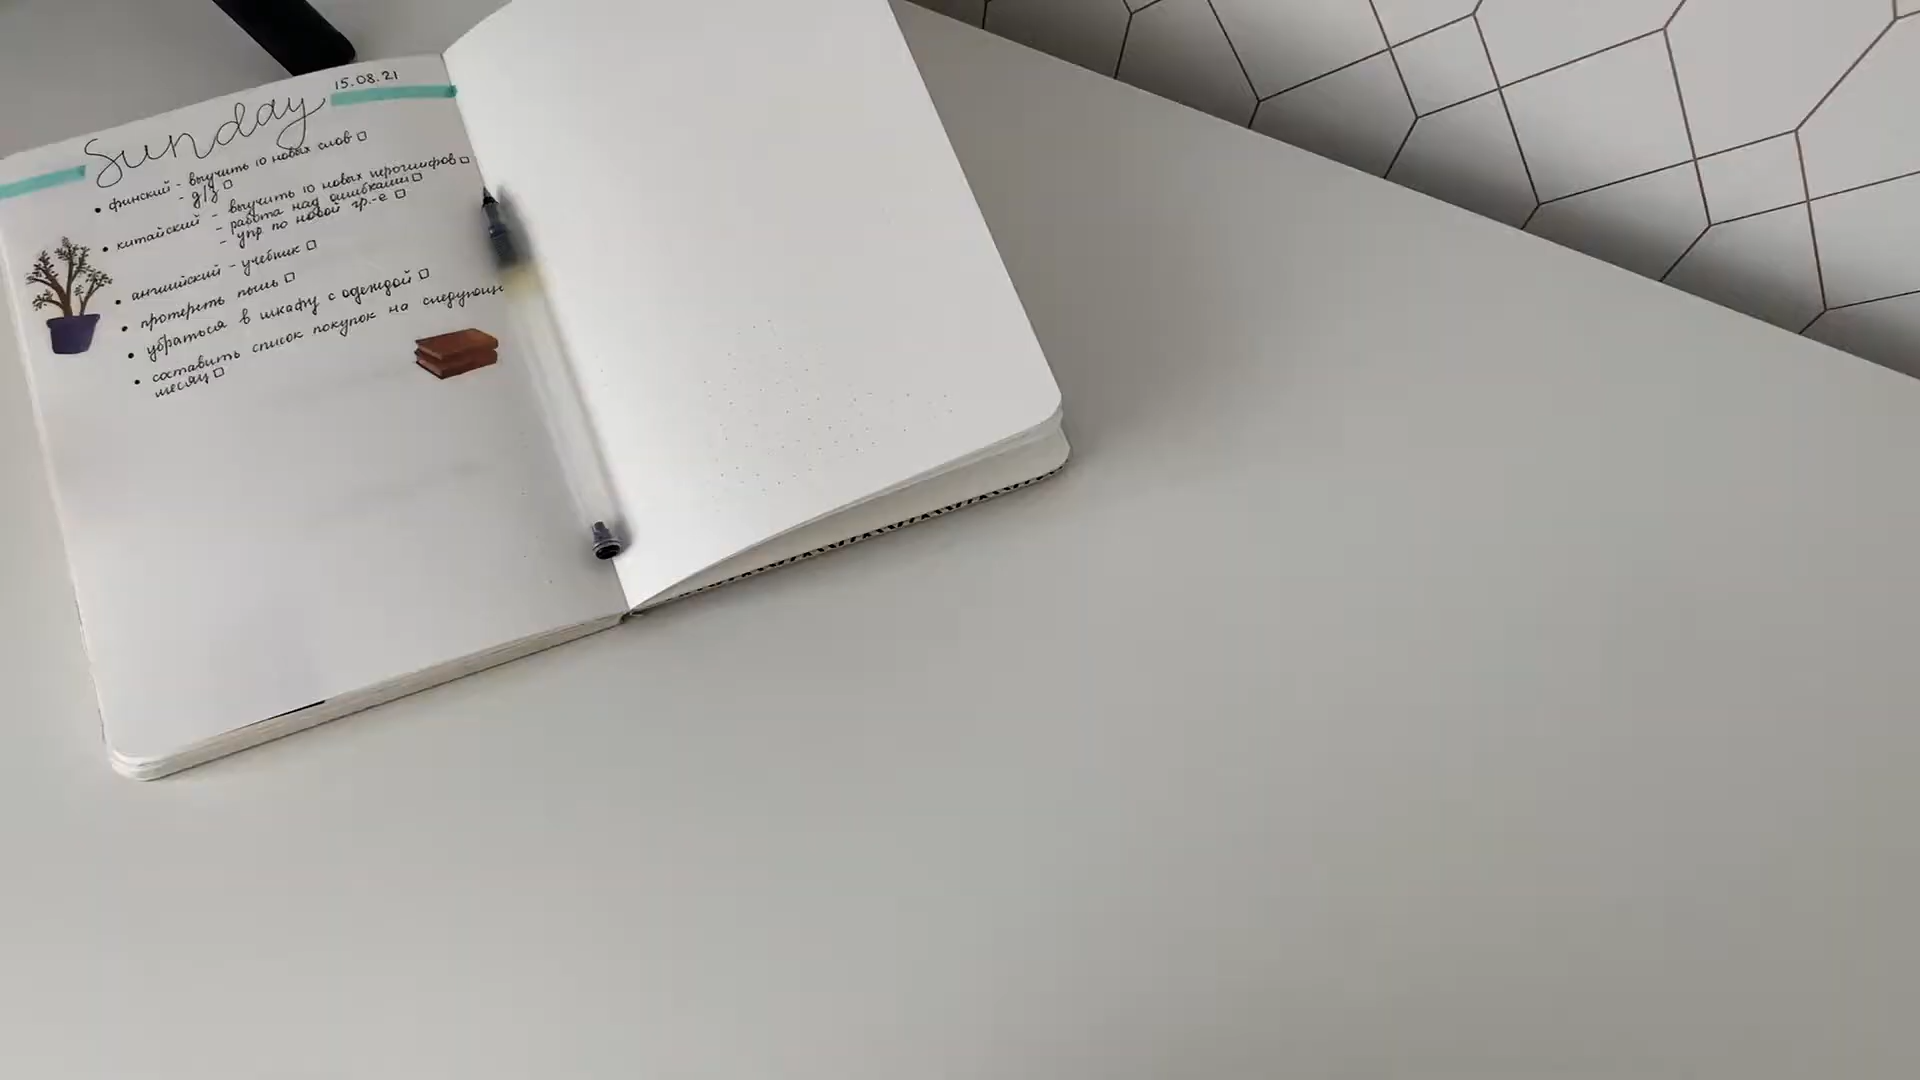 15.08.21
Sunday
• финский - выучить 10 новых слов □
- д/з □
• китайский - выучить 10 новых иероглифов □
- работа над ошибками □
- упр. по новой гр.-е □
• английский - учебник □
• протереть пыль □
• убраться в шкафу с одеждой □
• составить список покупок на следующи
месяц □